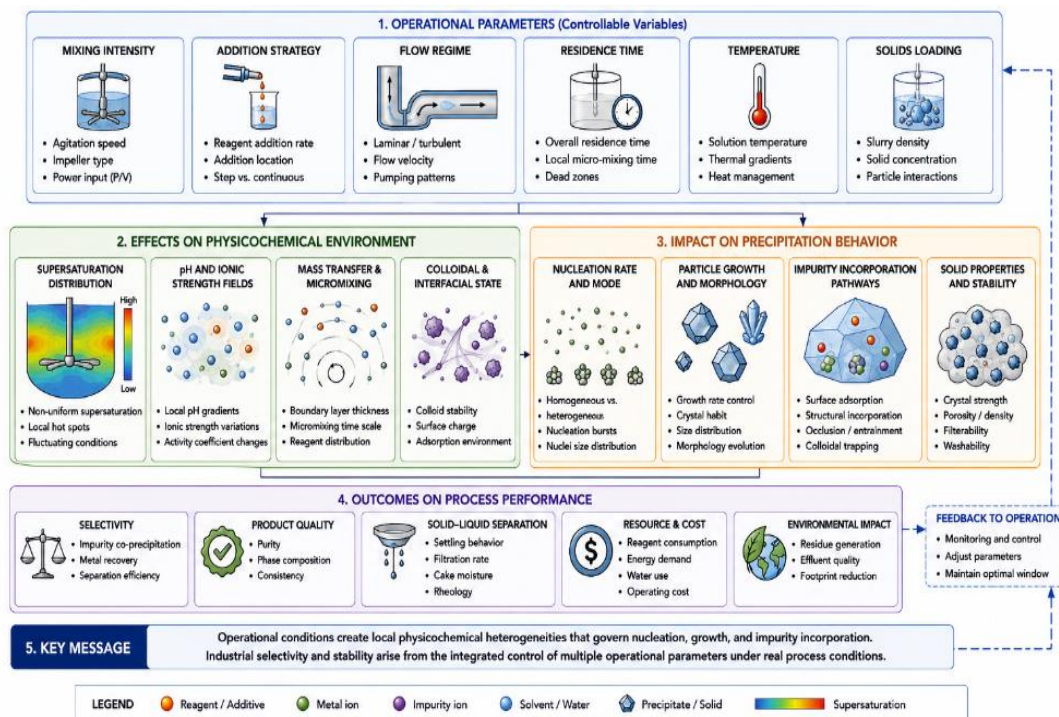 1. OPERATIONAL PARAMETERS (Controllable Variables)
MIXING INTENSITY
• Agitation speed
• Impeller type
• Power input (P/V)
ADDITION STRATEGY
• Reagent addition rate
• Addition location
• Step vs. continuous
FLOW REGIME
• Laminar / turbulent
• Flow velocity
• Pumping patterns
RESIDENCE TIME
• Overall residence time
• Local micro-mixing time
• Dead zones
TEMPERATURE
• Solution temperature
• Thermal gradients
• Heat management
SOLIDS LOADING
• Slurry density
• Solid concentration
• Particle interactions
2. EFFECTS ON PHYSICOCHEMICAL ENVIRONMENT
SUPERSATURATION
DISTRIBUTION
High
Low
• Non-uniform supersaturation
• Local hot spots
• Fluctuating conditions
pH AND IONIC
STRENGTH FIELDS
• Local pH gradients
• Ionic strength variations
• Activity coefficient changes
MASS TRANSFER &
MICROMIXING
• Boundary layer thickness
• Micromixing time scale
• Reagent distribution
COLLOIDAL &
INTERFACIAL STATE
• Colloid stability
• Surface charge
• Adsorption environment
3. IMPACT ON PRECIPITATION BEHAVIOR
NUCLEATION RATE
AND MODE
• Homogeneous vs.
• heterogeneous
• Nucleation bursts
• Nuclei size distribution
PARTICLE GROWTH
AND MORPHOLOGY
• Growth rate control
• Crystal habit
• Size distribution
• Morphology evolution
IMPURITY INCORPORATION
PATHWAYS
• Surface adsorption
• Structural incorporation
• Occlusion / entrainment
• Colloidal trapping
SOLID PROPERTIES
AND STABILITY
• Crystal strength
• Porosity / density
• Filterability
• Washability
4. OUTCOMES ON PROCESS PERFORMANCE
SELECTIVITY
• Impurity co-precipitation
• Metal recovery
• Separation efficiency
PRODUCT QUALITY
• Purity
• Phase composition
• Consistency
SOLID–LIQUID SEPARATION
• Settling behavior
• Filtration rate
• Cake moisture
• Rheology
RESOURCE & COST
• Reagent consumption
• Energy demand
• Water use
• Operating cost
ENVIRONMENTAL IMPACT
• Residue generation
• Effluent quality
• Footprint reduction
FEEDBACK TO OPERATION
• Monitoring and control
• Adjust parameters
• Maintain optimal window
5. KEY MESSAGE
Operational conditions create local physicochemical heterogeneities that govern nucleation, growth, and impurity incorporation.
Industrial selectivity and stability arise from the integrated control of multiple operational parameters under real process conditions.
LEGEND
Reagent / Additive
Metal ion
Impurity ion
Solvent / Water
Precipitate / Solid
Supersaturation